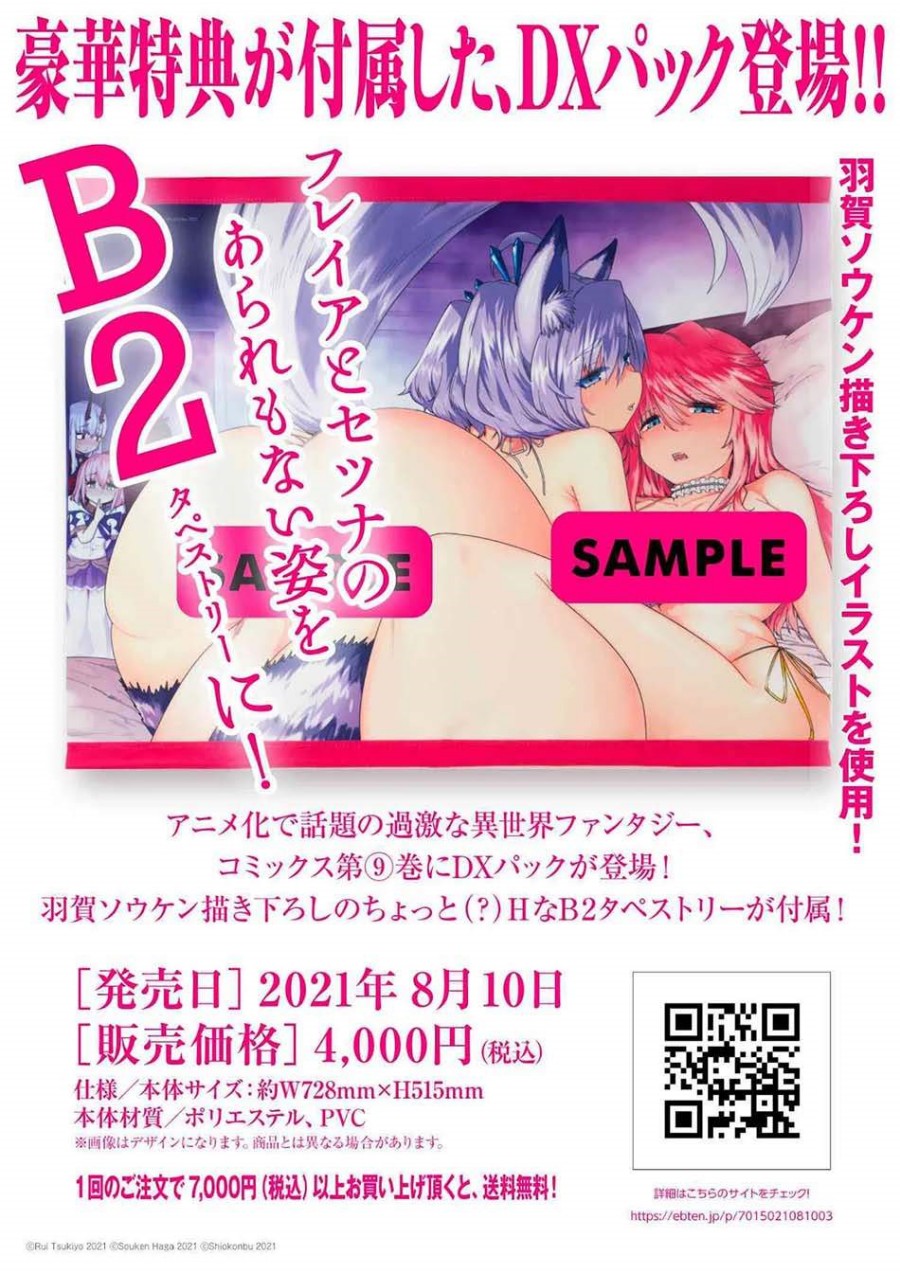 豪華特典が付属した、DXパック登場!!
羽賀ソウケン描き下ろしイラストを使用！
フレイアとセツナの
あられもない姿を
B2
タペストリーに！
SAMPLE
SAMPLE
アニメ化で話題の過激な異世界ファンタジー、
コミックス第⑨巻にDXパックが登場！
羽賀ソウケン描き下ろしのちょっと(？)HなB2タペストリーが付属！
［発売日］2021年 8月10日
［販売価格］4,000円(税込)
仕様／本体サイズ：約W728mm×H515mm
本体材質／ポリエステル、PVC
※画像はデザインになります。商品とは異なる場合があります。
1回のご注文で7,000円(税込)以上お買い上げ頂くと、送料無料！
詳細はこちらのサイトをチェック!
https://ebten.jp/p/7015021081003
©Rui Tsukiyo 2021 ©Souken Haga 2021 ©Shiokonbu 2021